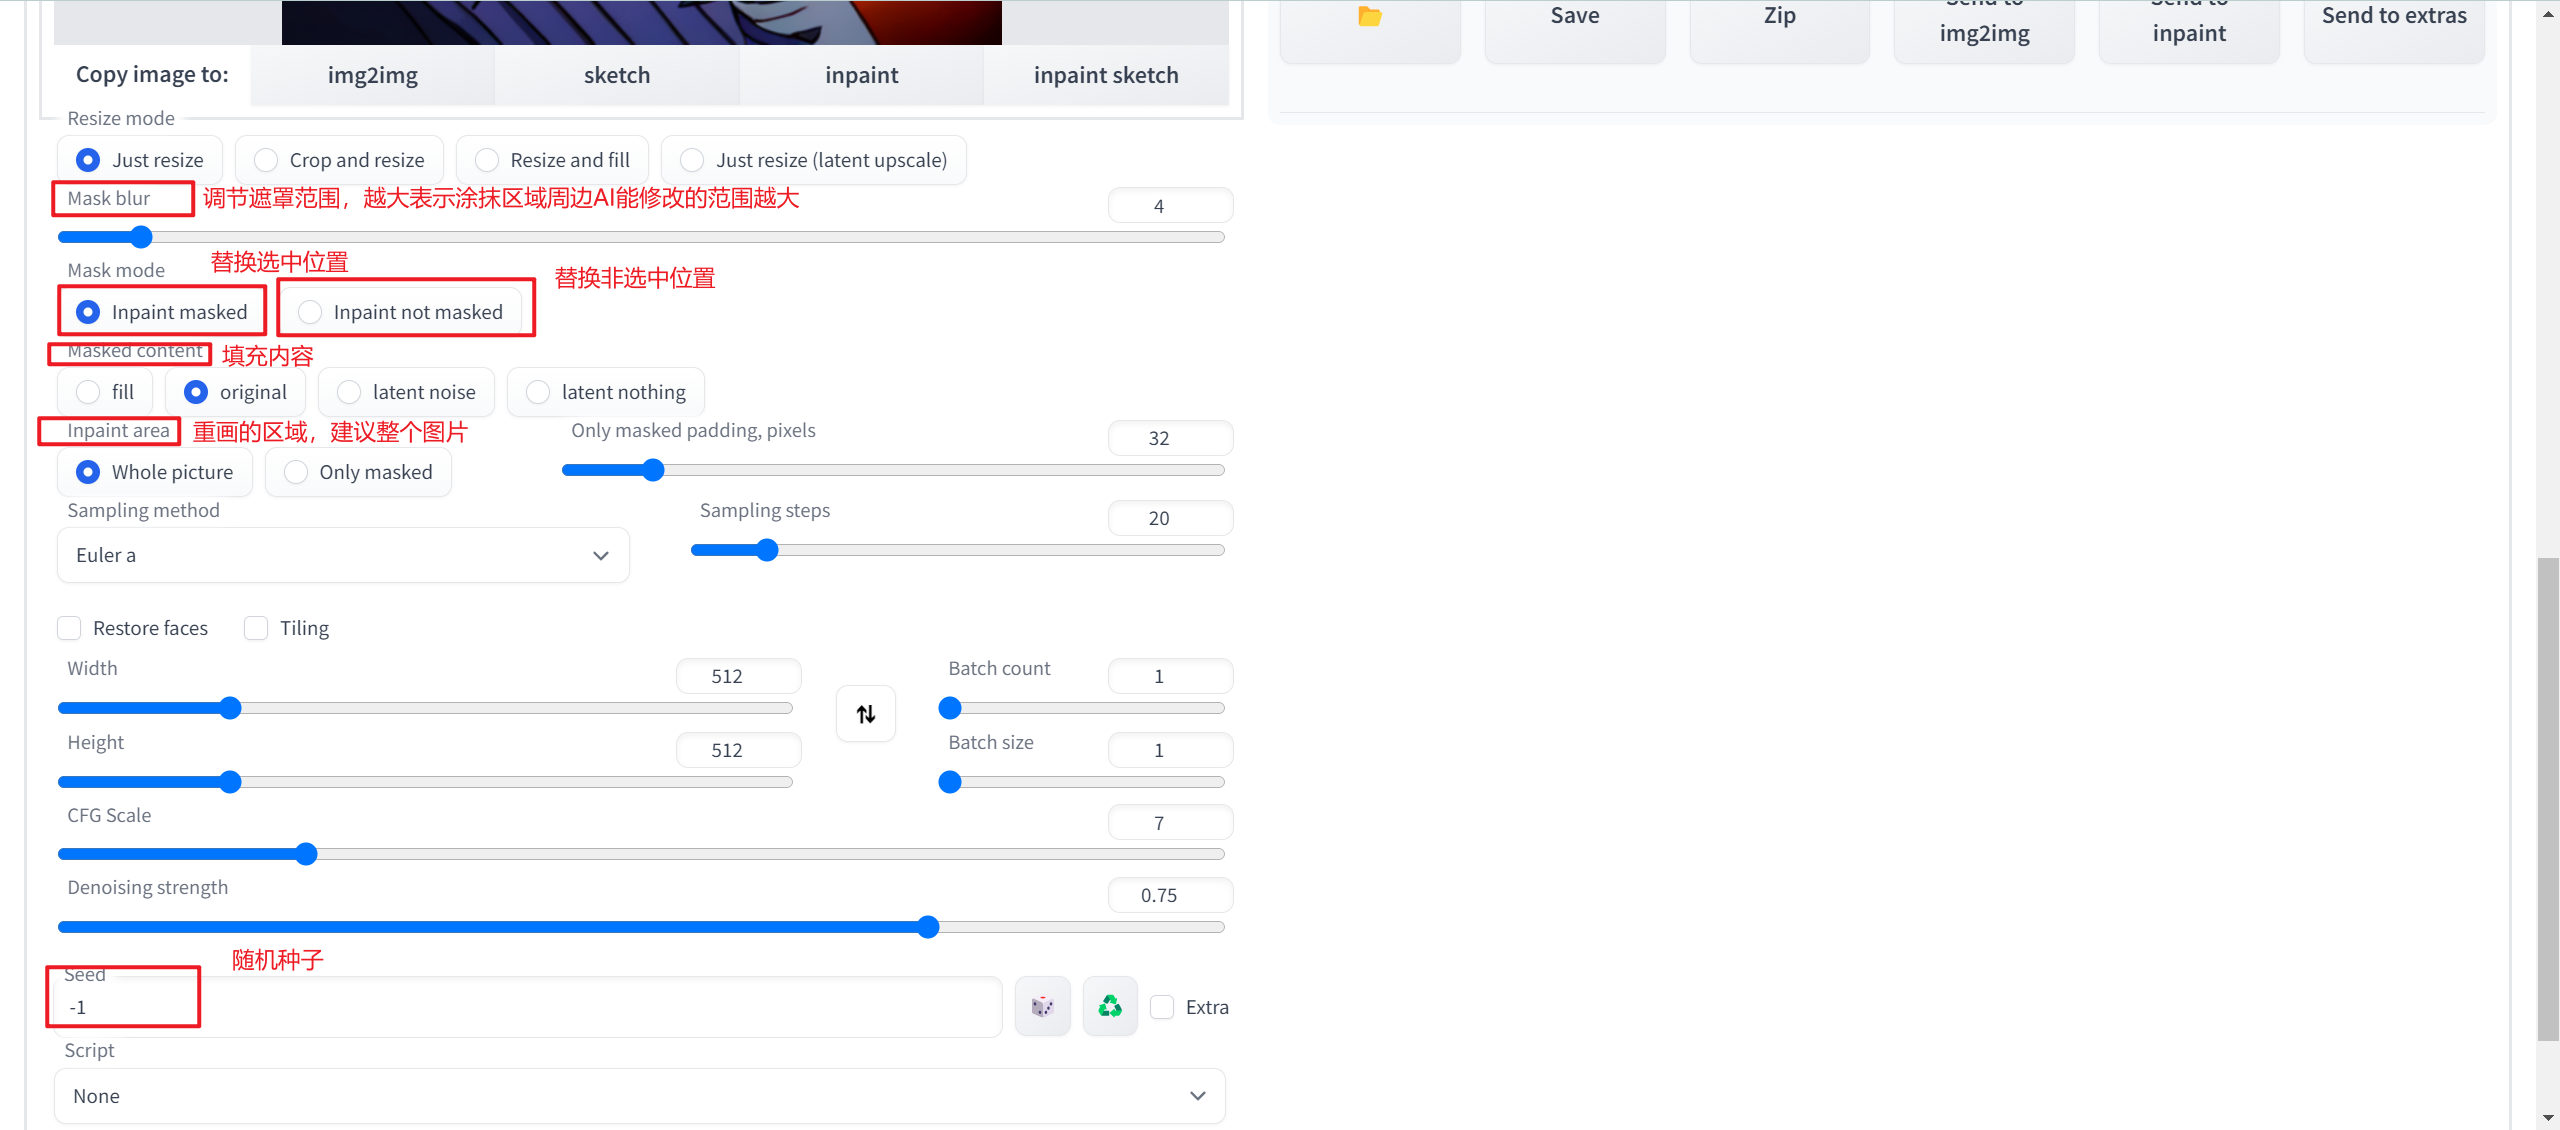 Save
Zip
Send to
img2img
Send to
inpaint
Send to extras
Copy image to:
img2img
sketch
inpaint
inpaint sketch
Resize mode
Just resize
Crop and resize
Resize and fill
Just resize (latent upscale)
Mask blur
调节遮罩范围，越大表示涂抹区域周边AI能修改的范围越大
4
Mask mode
替换选中位置
替换非选中位置
Inpaint masked
Inpaint not masked
Masked content
填充内容
fill
original
latent noise
latent nothing
Inpaint area
重画的区域，建议整个图片
Only masked padding, pixels
32
Whole picture
Only masked
Sampling method
Sampling steps
20
Euler a
Restore faces
Tiling
Width
512
Batch count
1
Height
512
Batch size
1
CFG Scale
7
Denoising strength
0.75
随机种子
Seed
-1
Extra
Script
None